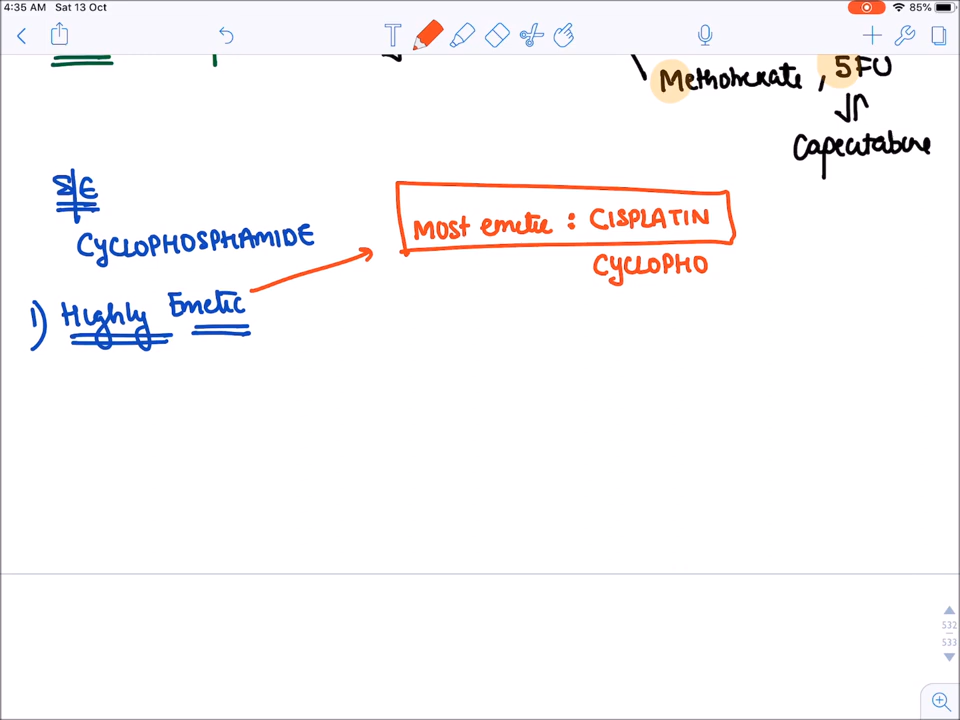 4:35 AM Sat 13 Oct 85%
T
Methotrexate, 5FU
Capecitabine
S/E
CYCLOPHOSPHAMIDE
MOST emetic : CISPLATIN
CYCLOPHO
1) Highly Emetic
532
533